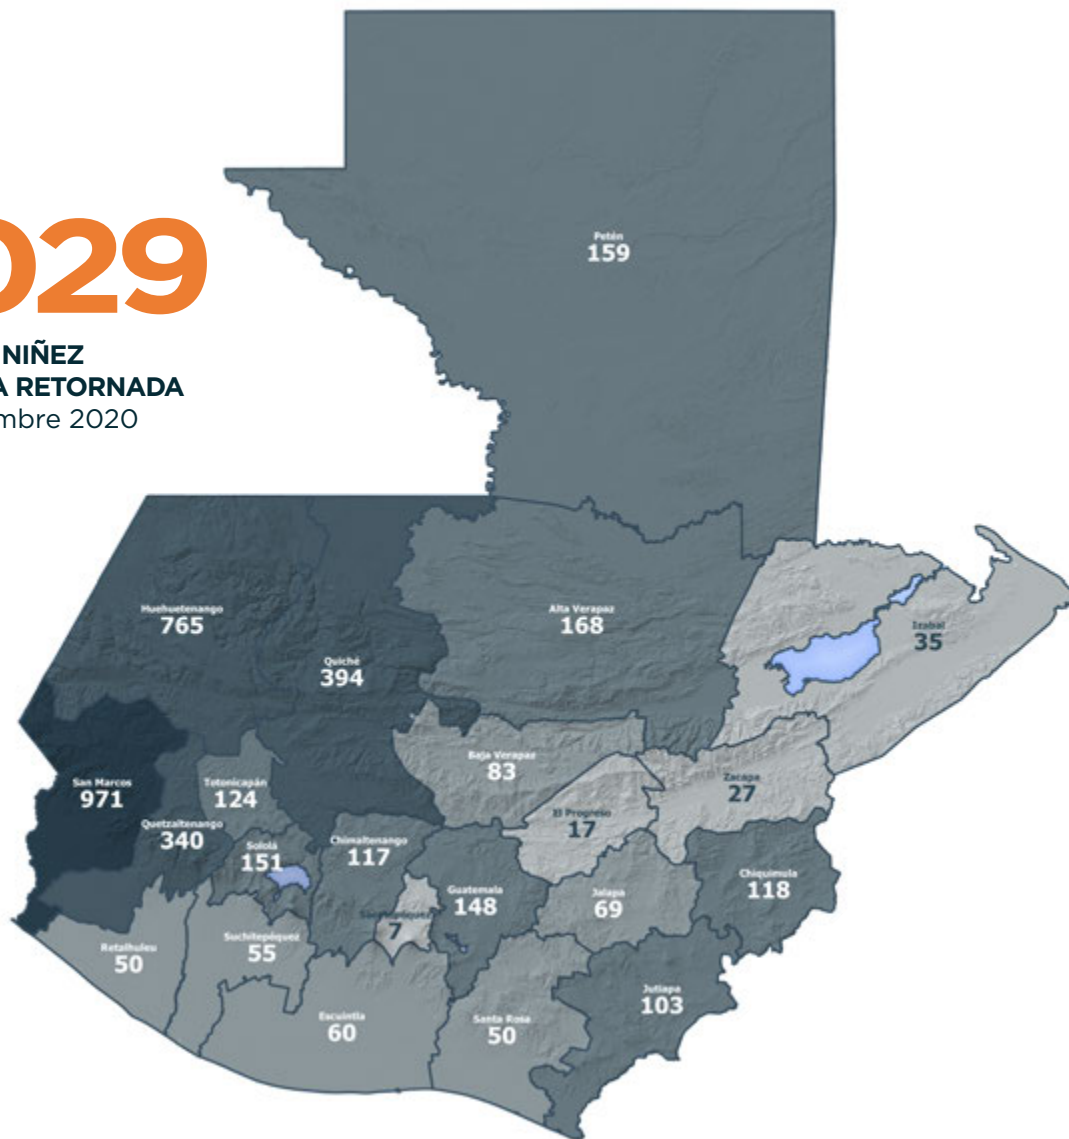 029
NIÑEZ
A RETORNADA
mbre 2020
Petén
159
Huehuetenango
765
Alta Verapaz
168
Izabal
35
Quiché
394
Baja Verapaz
83
San Marcos
971
Totonicapán
124
Zacapa
27
El Progreso
17
Quetzaltenango
340
Sololá
151
Chimaltenango
117
Guatemala
148
Jalapa
69
Chiquimula
118
Sacatepéquez
7
Retalhuleu
50
Suchitepéquez
55
Escuintla
60
Santa Rosa
50
Jutiapa
103